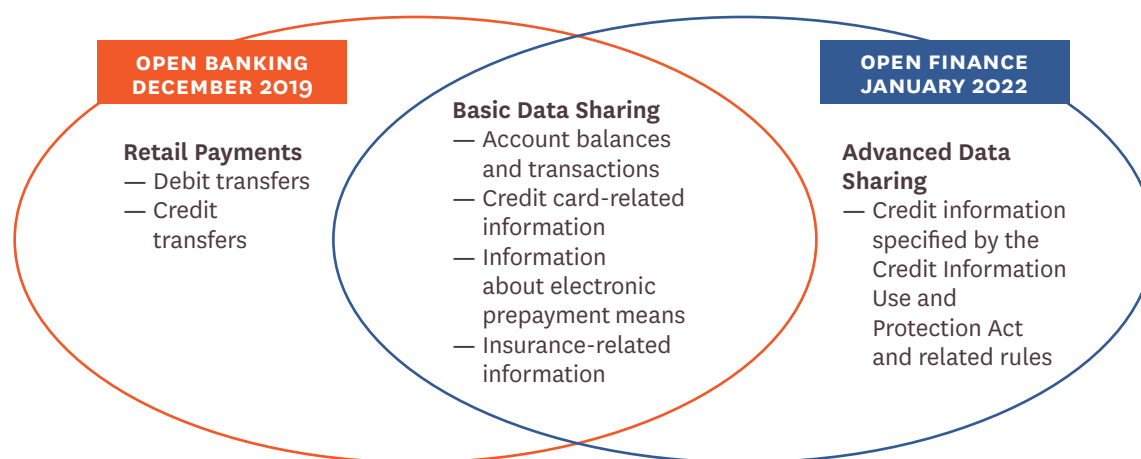 OPEN BANKING
DECEMBER 2019
Retail Payments
— Debit transfers
— Credit
transfers
Basic Data Sharing
— Account balances
and transactions
— Credit card-related
information
— Information
about electronic
prepayment means
— Insurance-related
information
OPEN FINANCE
JANUARY 2022
Advanced Data
Sharing
— Credit information
specified by the
Credit Information
Use and
Protection Act
and related rules